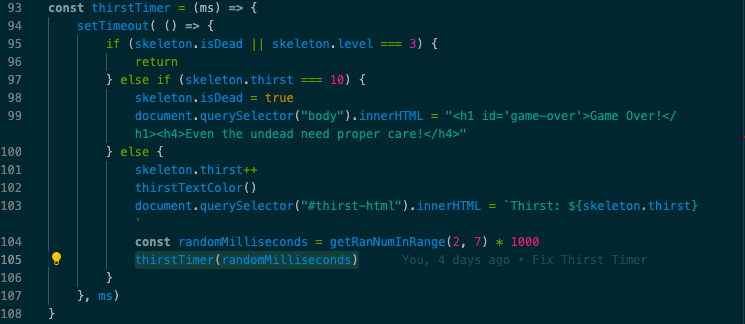 93 const thirstTimer = (ms) => {
94 setTimeout( () => {
95 if (skeleton.isDead || skeleton.level === 3) {
96 return
97 } else if (skeleton.thirst === 10) {
98 skeleton.isDead = true
99 document.querySelector("body").innerHTML = "<h1 id='game-over'>Game Over!</
h1><h4>Even the undead need proper care!</h4>"
100 } else {
101 skeleton.thirst++
102 thirstTextColor()
103 document.querySelector("#thirst-html").innerHTML = `Thirst: ${skeleton.thirst}
`
104 const randomMilliseconds = getRanNumInRange(2, 7) * 1000
105 thirstTimer(randomMilliseconds) You, 4 days ago • Fix Thirst Timer
106 }
107 }, ms)
108 }